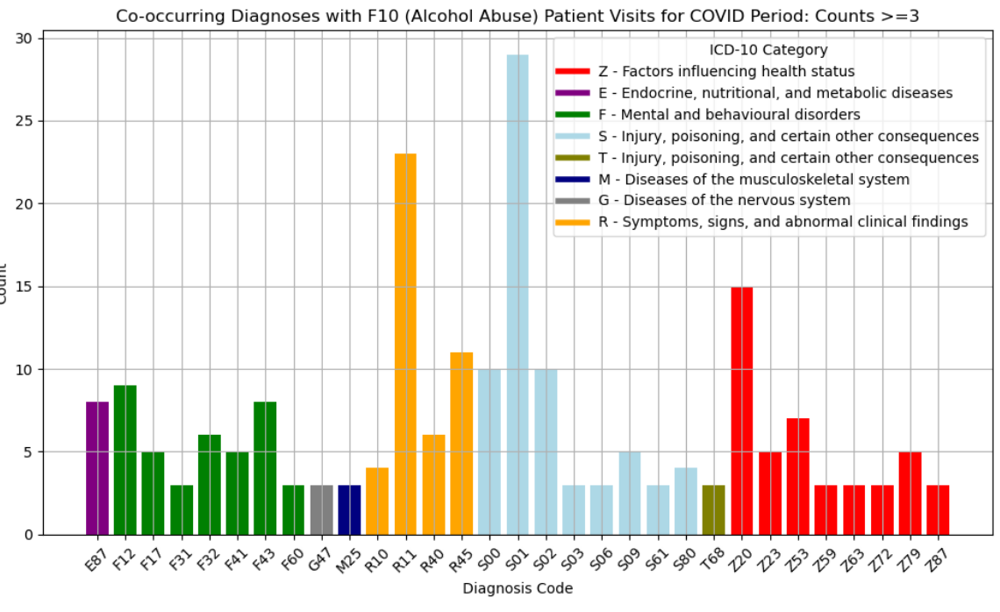 Co-occurring Diagnoses with F10 (Alcohol Abuse) Patient Visits for COVID Period: Counts >=3
ICD-10 Category
Z - Factors influencing health status
E - Endocrine, nutritional, and metabolic diseases
F - Mental and behavioural disorders
S - Injury, poisoning, and certain other consequences
T - Injury, poisoning, and certain other consequences
M - Diseases of the musculoskeletal system
G - Diseases of the nervous system
R - Symptoms, signs, and abnormal clinical findings
Count
30
25
20
15
10
5
0
E87 F12 F17 F31 F32 F41 F43 F60 G47 M25 R10 R11 R40 R45 S00 S01 S02 S03 S06 S09 S61 S80 T68 Z20 Z23 Z53 Z59 Z63 Z72 Z79 Z87
Diagnosis Code